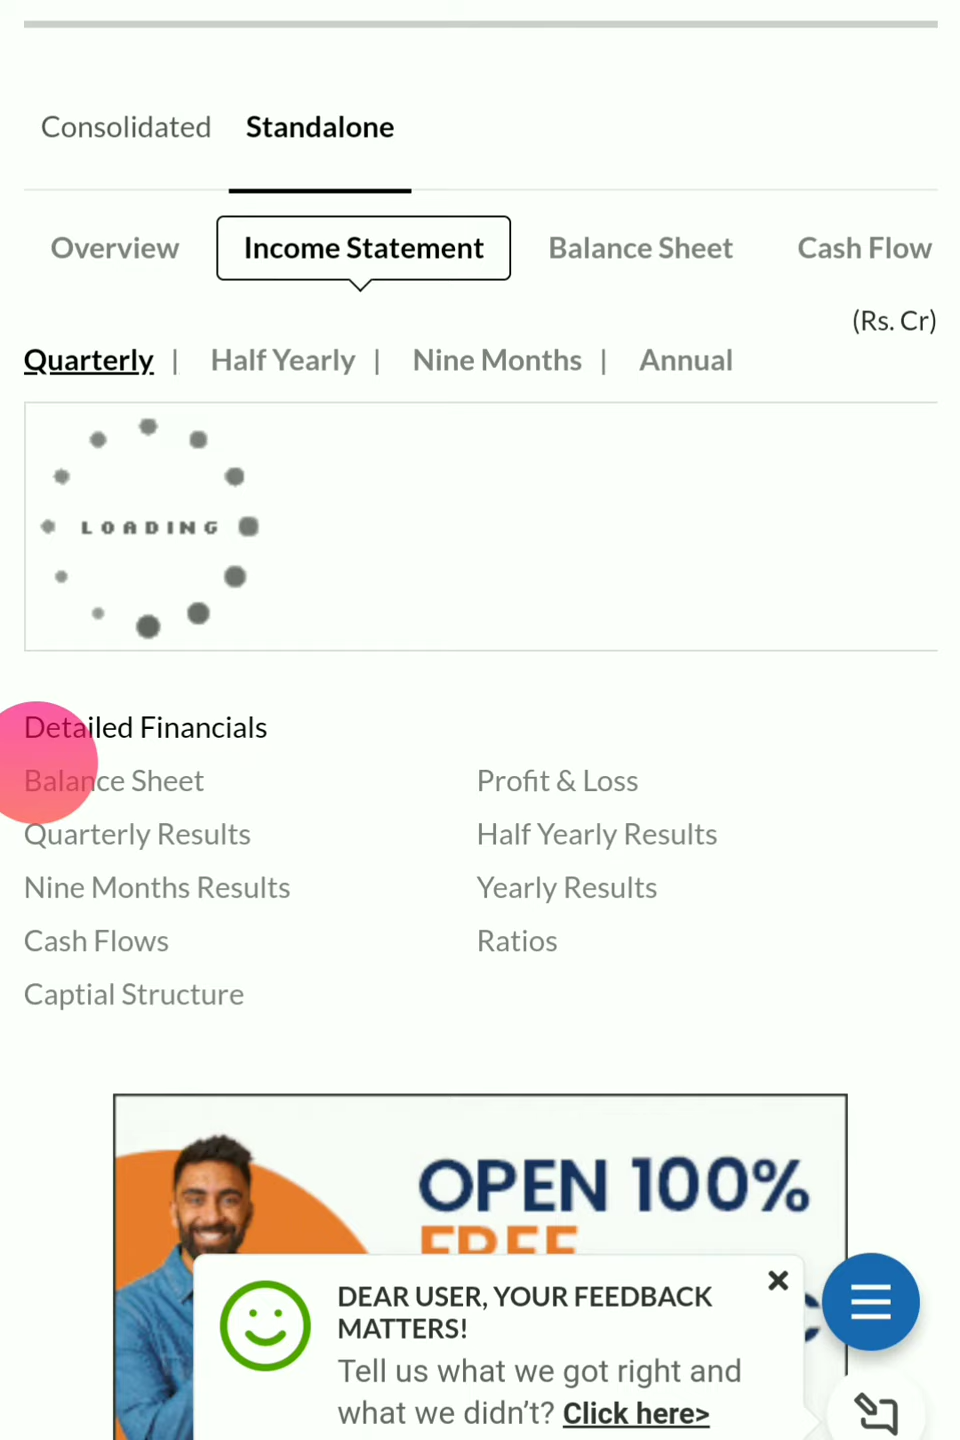 Consolidated Standalone
Overview Income Statement Balance Sheet Cash Flow
(Rs. Cr)
Quarterly | Half Yearly | Nine Months | Annual
LOADING
Detailed Financials
Balance Sheet Profit & Loss
Quarterly Results Half Yearly Results
Nine Months Results Yearly Results
Cash Flows Ratios
Captial Structure
OPEN 100%
FREE
DEAR USER, YOUR FEEDBACK
MATTERS!
Tell us what we got right and
what we didn't? Click here>